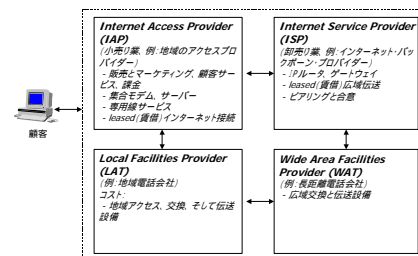 Internet Access Provider
(IAP)
(小売り業, 例:地域のアクセスプロ
バイダー)
- 販売とマーケティング, 顧客サー
ビス, 課金
- 集合モデム, サーバー
- 専用線サービス
- leased(賃借)インターネット接続
Internet Service Provider
(ISP)
(卸売り業, 例:インターネット・バッ
クボーン・プロバイダー)
- IPルータ, ゲートウェイ
- leased(賃借)広域伝送
- ピアリングと合意
顧客
Local Facilities Provider
(LAT)
(例:地域電話会社)
コスト:
- 地域アクセス, 交換, そして伝送
設備
Wide Area Facilities
Provider (WAT)
(例:長距離電話会社)
- 広域交換と伝送設備